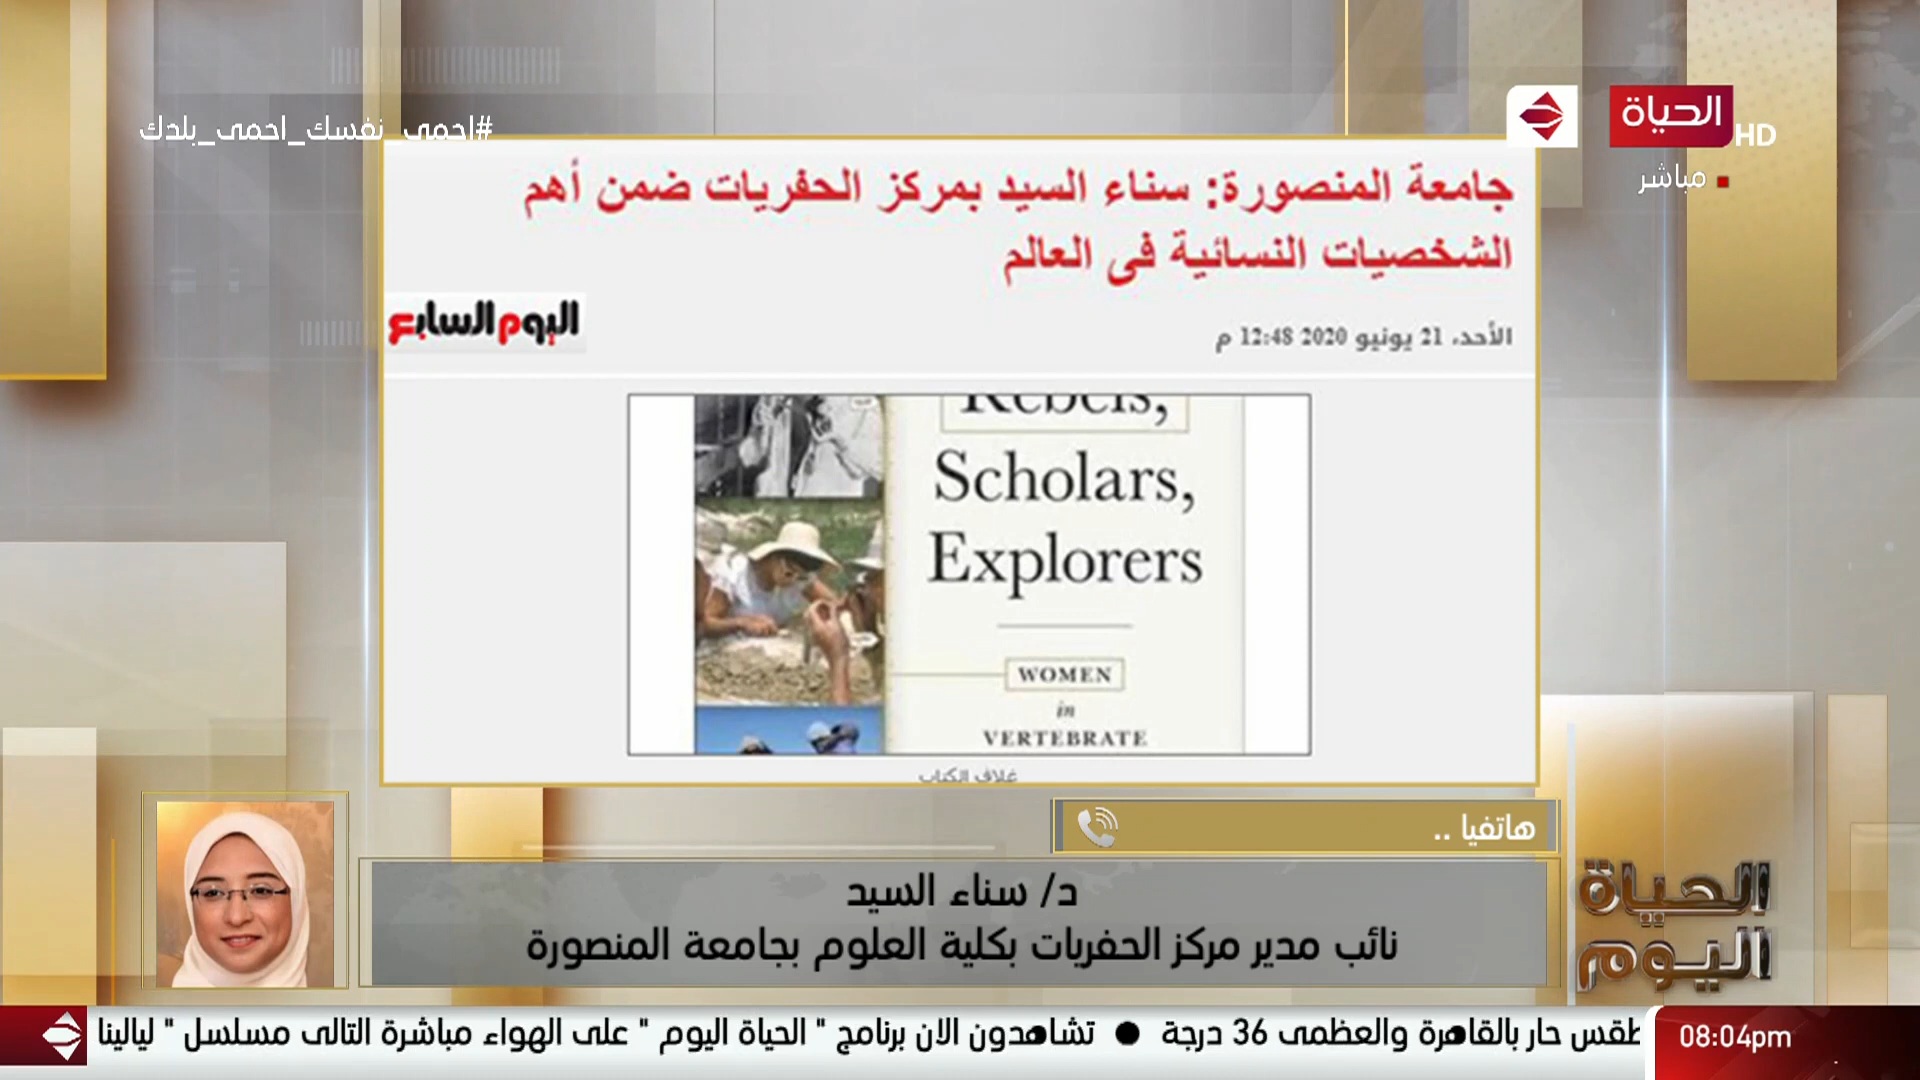 #احمى_نفسك_احمى_بلدك
الحياة
HD
مباشر
جامعة المنصورة: سناء السيد بمركز الحفريات ضمن أهم
الشخصيات النسائية فى العالم
اليوم السابع
الأحد، 21 يونيو 2020 12:48 م
Rebels,
Scholars,
Explorers
WOMEN
in
VERTEBRATE
غلاف الكتاب
هاتفيا ..
د/ سناء السيد
نائب مدير مركز الحفريات بكلية العلوم بجامعة المنصورة
الحياة
اليوم
طقس حار بالقاهرة والعظمى 36 درجة ● تشاهدون الان برنامج " الحياة اليوم " على الهواء مباشرة التالى مسلسل " ليالينا
08:04pm